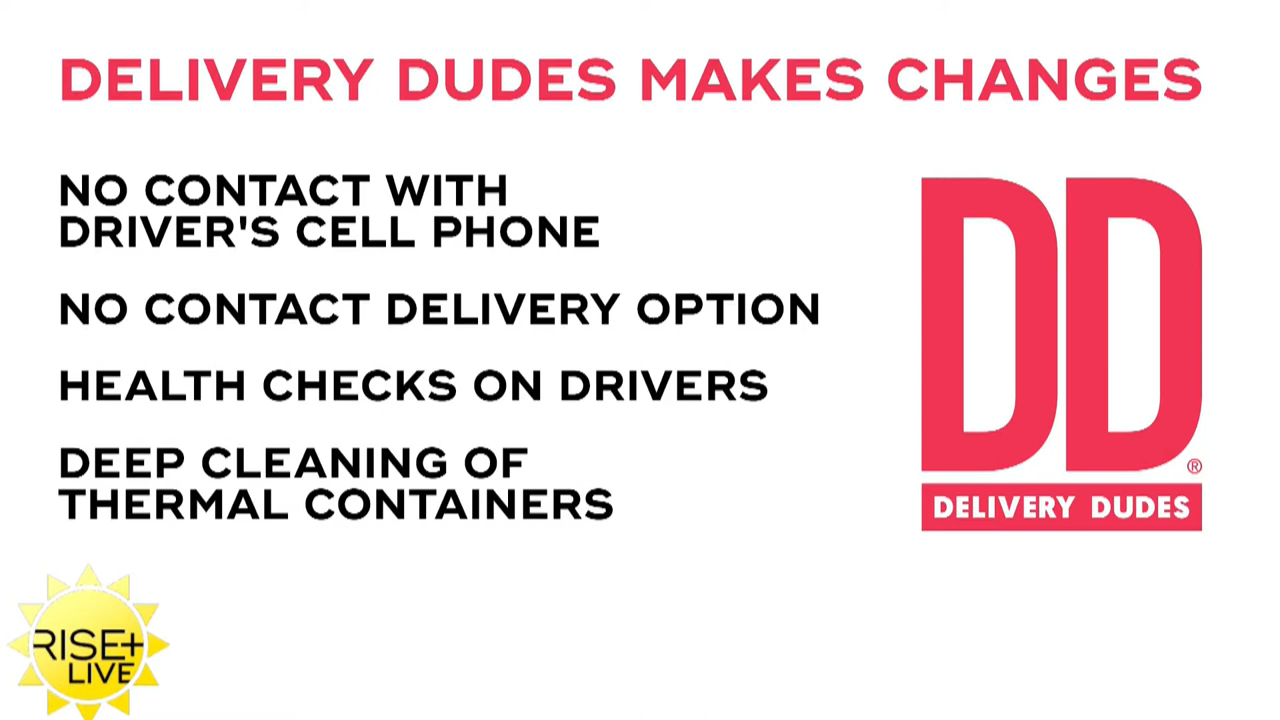 DELIVERY DUDES MAKES CHANGES
NO CONTACT WITH
DRIVER'S CELL PHONE
NO CONTACT DELIVERY OPTION
HEALTH CHECKS ON DRIVERS
DEEP CLEANING OF
THERMAL CONTAINERS
DD®
DELIVERY DUDES
RISE+
LIVE